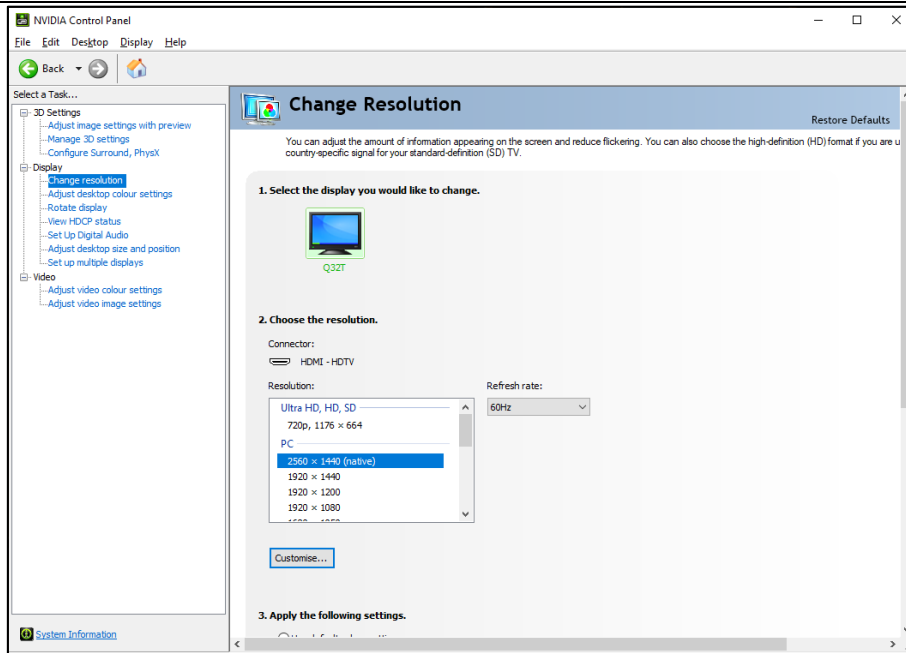 NVIDIA Control Panel
File Edit Desktop Display Help
Back
Select a Task...
3D Settings
Adjust image settings with preview
Manage 3D settings
Configure Surround, PhysX
Display
Change resolution
Adjust desktop colour settings
Rotate display
View HDCP status
Set Up Digital Audio
Adjust desktop size and position
Set up multiple displays
Video
Adjust video colour settings
Adjust video image settings
System Information
Change Resolution
Restore Defaults
You can adjust the amount of information appearing on the screen and reduce flickering. You can also choose the high-definition (HD) format if you are u
country-specific signal for your standard-definition (SD) TV.
1. Select the display you would like to change.
Q32T
2. Choose the resolution.
Connector:
HDMI - HDTV
Resolution:
Refresh rate:
Ultra HD, HD, SD
720p, 1176 × 664
PC
2560 × 1440 (native)
1920 × 1440
1920 × 1200
1920 × 1080
60Hz
Customise...
3. Apply the following settings.